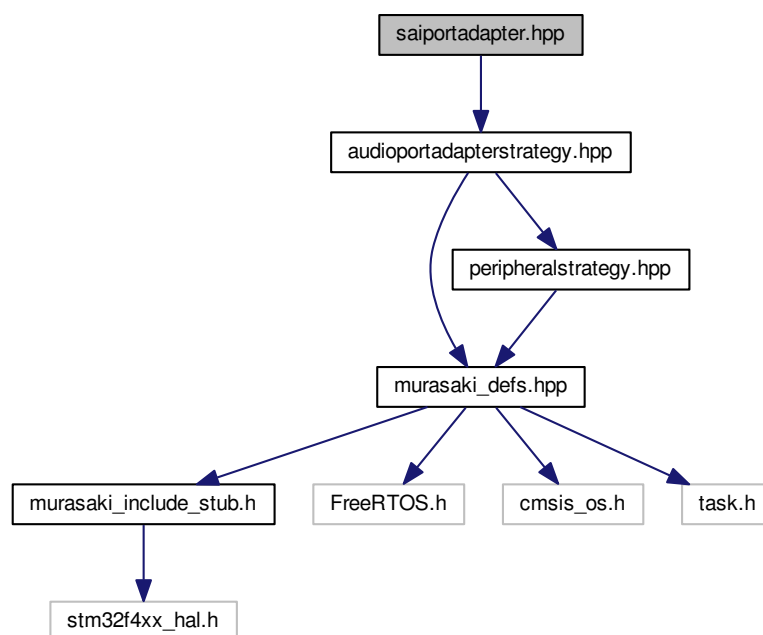 saiportadapter.hpp
audioportadapterstrategy.hpp
peripheralstrategy.hpp
murasaki_defs.hpp
murasaki_include_stub.h
FreeRTOS.h
cmsis_os.h
task.h
stm32f4xx_hal.h